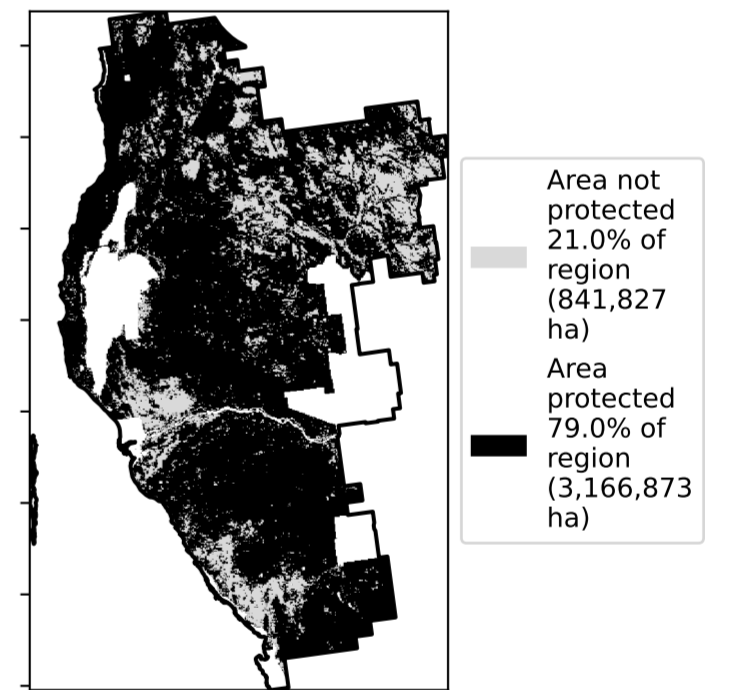 Area not
protected
21.0% of
region
(841,827
ha)
Area
protected
79.0% of
region
(3,166,873
ha)